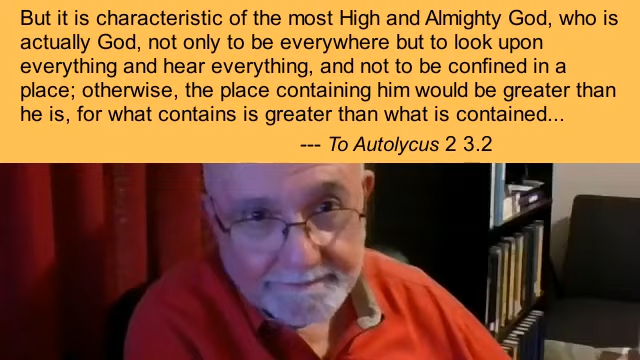 But it is characteristic of the most High and Almighty God, who is
actually God, not only to be everywhere but to look upon
everything and hear everything, and not to be confined in a
place; otherwise, the place containing him would be greater than
he is, for what contains is greater than what is contained...
--- To Autolycus 2 3.2